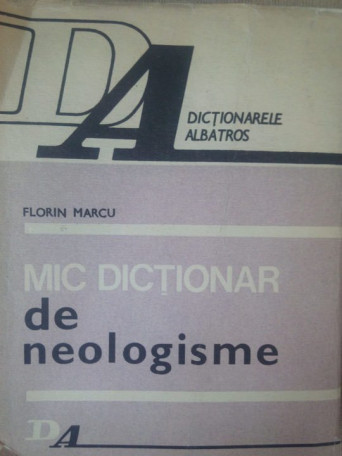 DA
DICȚIONARELE
ALBATROS
FLORIN MARCU
MIC DICȚIONAR
de
neologisme
DA